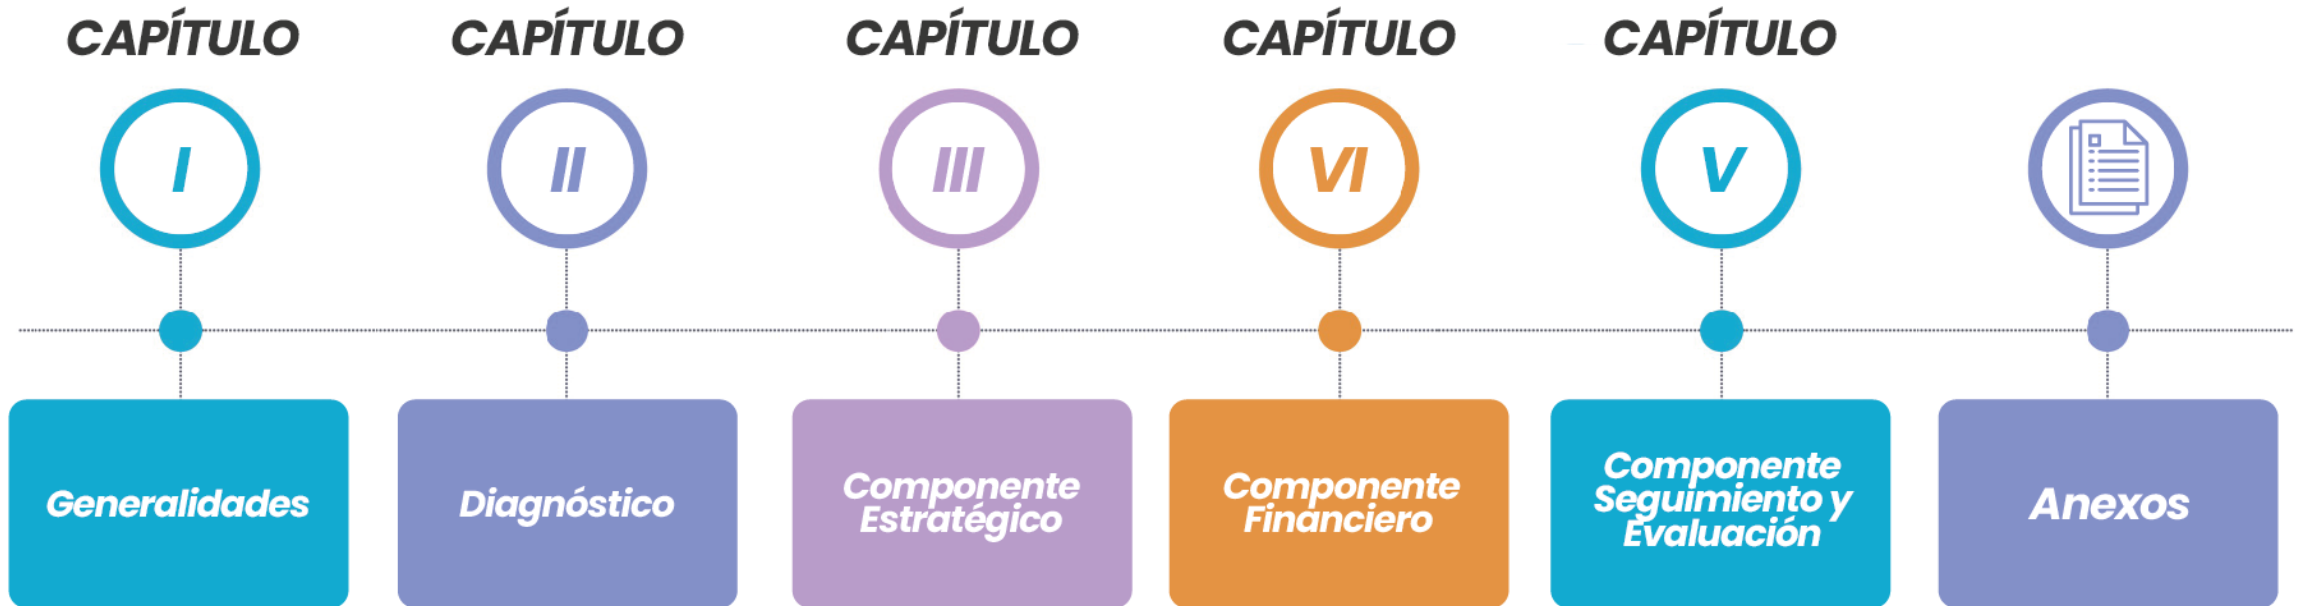 CAPÍTULO
I
Generalidades
CAPÍTULO
II
Diagnóstico
CAPÍTULO
III
Componente
Estratégico
CAPÍTULO
VI
Componente
Financiero
CAPÍTULO
V
Componente
Seguimiento y
Evaluación
Anexos